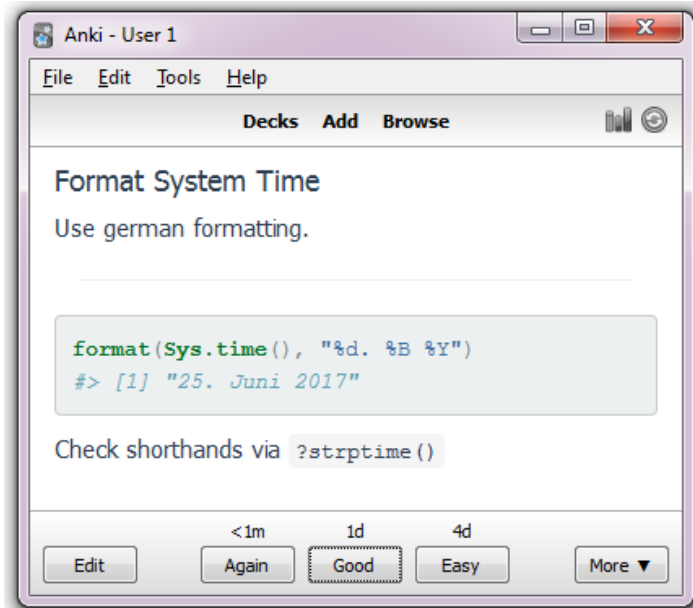 Anki - User 1
File Edit Tools Help
Decks Add Browse
Format System Time
Use german formatting.
format(Sys.time(), "%d. %B %Y")
#> [1] "25. Juni 2017"
Check shorthands via ?strptime()
<1m 1d 4d
Edit Again Good Easy More ▼